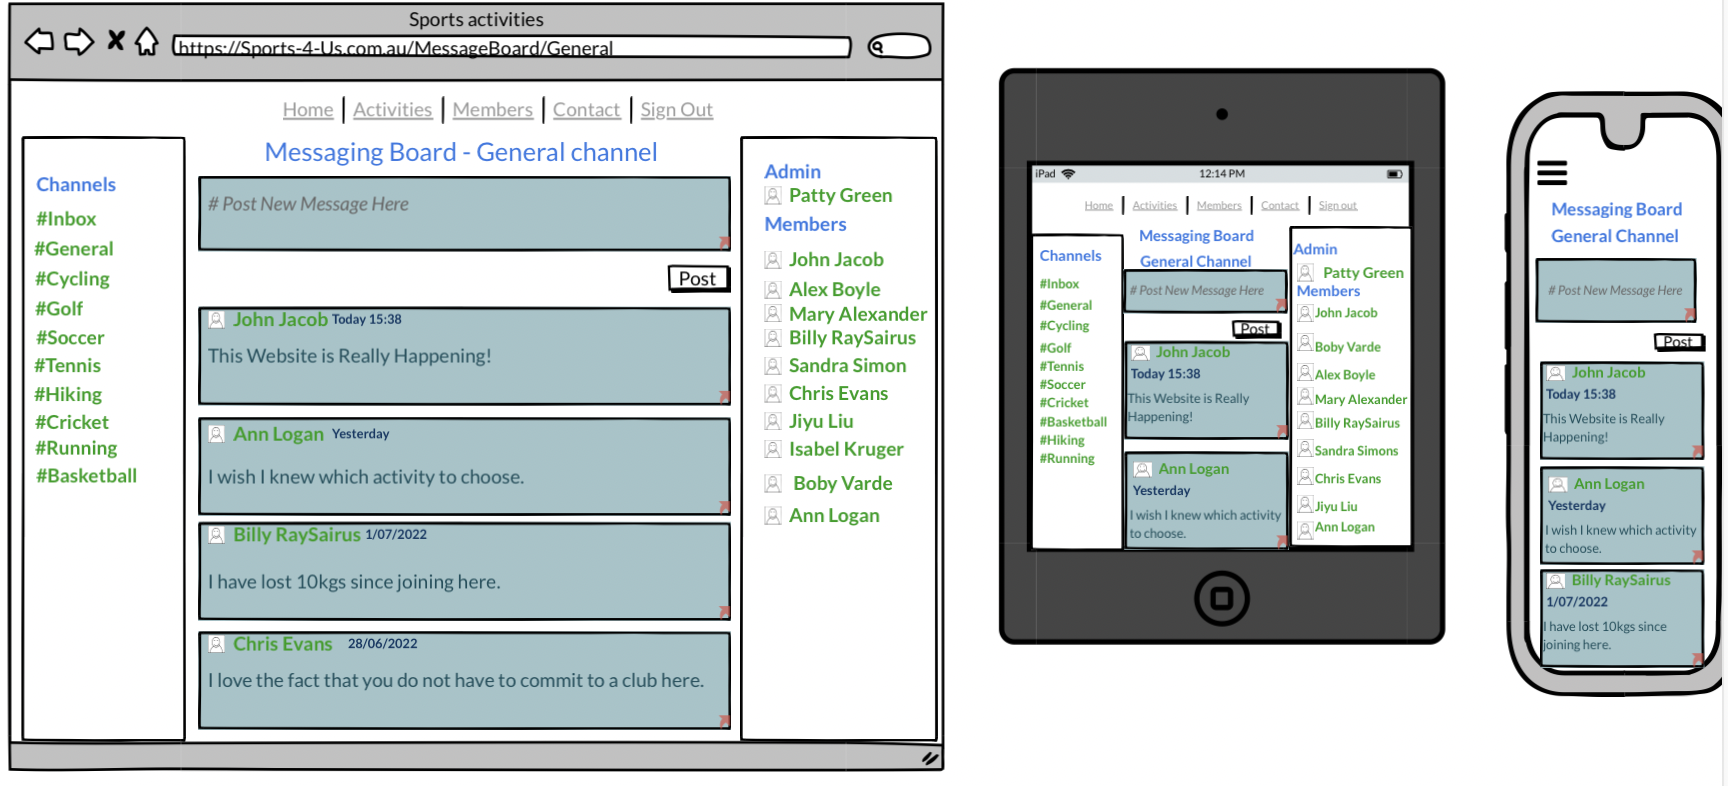 Sports activities
https://Sports-4-Us.com.au/MessageBoard/General
Home | Activities | Members | Contact | Sign Out
Channels
#Inbox
#General
#Cycling
#Golf
#Soccer
#Tennis
#Hiking
#Cricket
#Running
#Basketball
Messaging Board - General channel
# Post New Message Here
Post
John Jacob Today 15:38
This Website is Really Happening!
Ann Logan Yesterday
I wish I knew which activity to choose.
Billy RaySairus 1/07/2022
I have lost 10kgs since joining here.
Chris Evans 28/06/2022
I love the fact that you do not have to commit to a club here.
Admin
Patty Green
Members
John Jacob
Alex Boyle
Mary Alexander
Billy RaySairus
Sandra Simon
Chris Evans
Jiyu Liu
Isabel Kruger
Boby Varde
Ann Logan
iPad 12:14 PM
Home | Activities | Members | Contact | Sign out
Channels
#Inbox
#General
#Cycling
#Golf
#Tennis
#Soccer
#Cricket
#Basketball
#Hiking
#Running
Messaging Board
General Channel
# Post New Message Here
Post
John Jacob
Today 15:38
This Website is Really
Happening!
Ann Logan
Yesterday
I wish I knew which activity
to choose.
Admin
Patty Green
Members
John Jacob
Boby Varde
Alex Boyle
Mary Alexander
Billy RaySairus
Sandra Simons
Chris Evans
Jiyu Liu
Ann Logan
Messaging Board
General Channel
# Post New Message Here
Post
John Jacob
Today 15:38
This Website is Really
Happening!
Ann Logan
Yesterday
I wish I knew which activity
to choose.
Billy RaySairus
1/07/2022
I have lost 10kgs since
joining here.